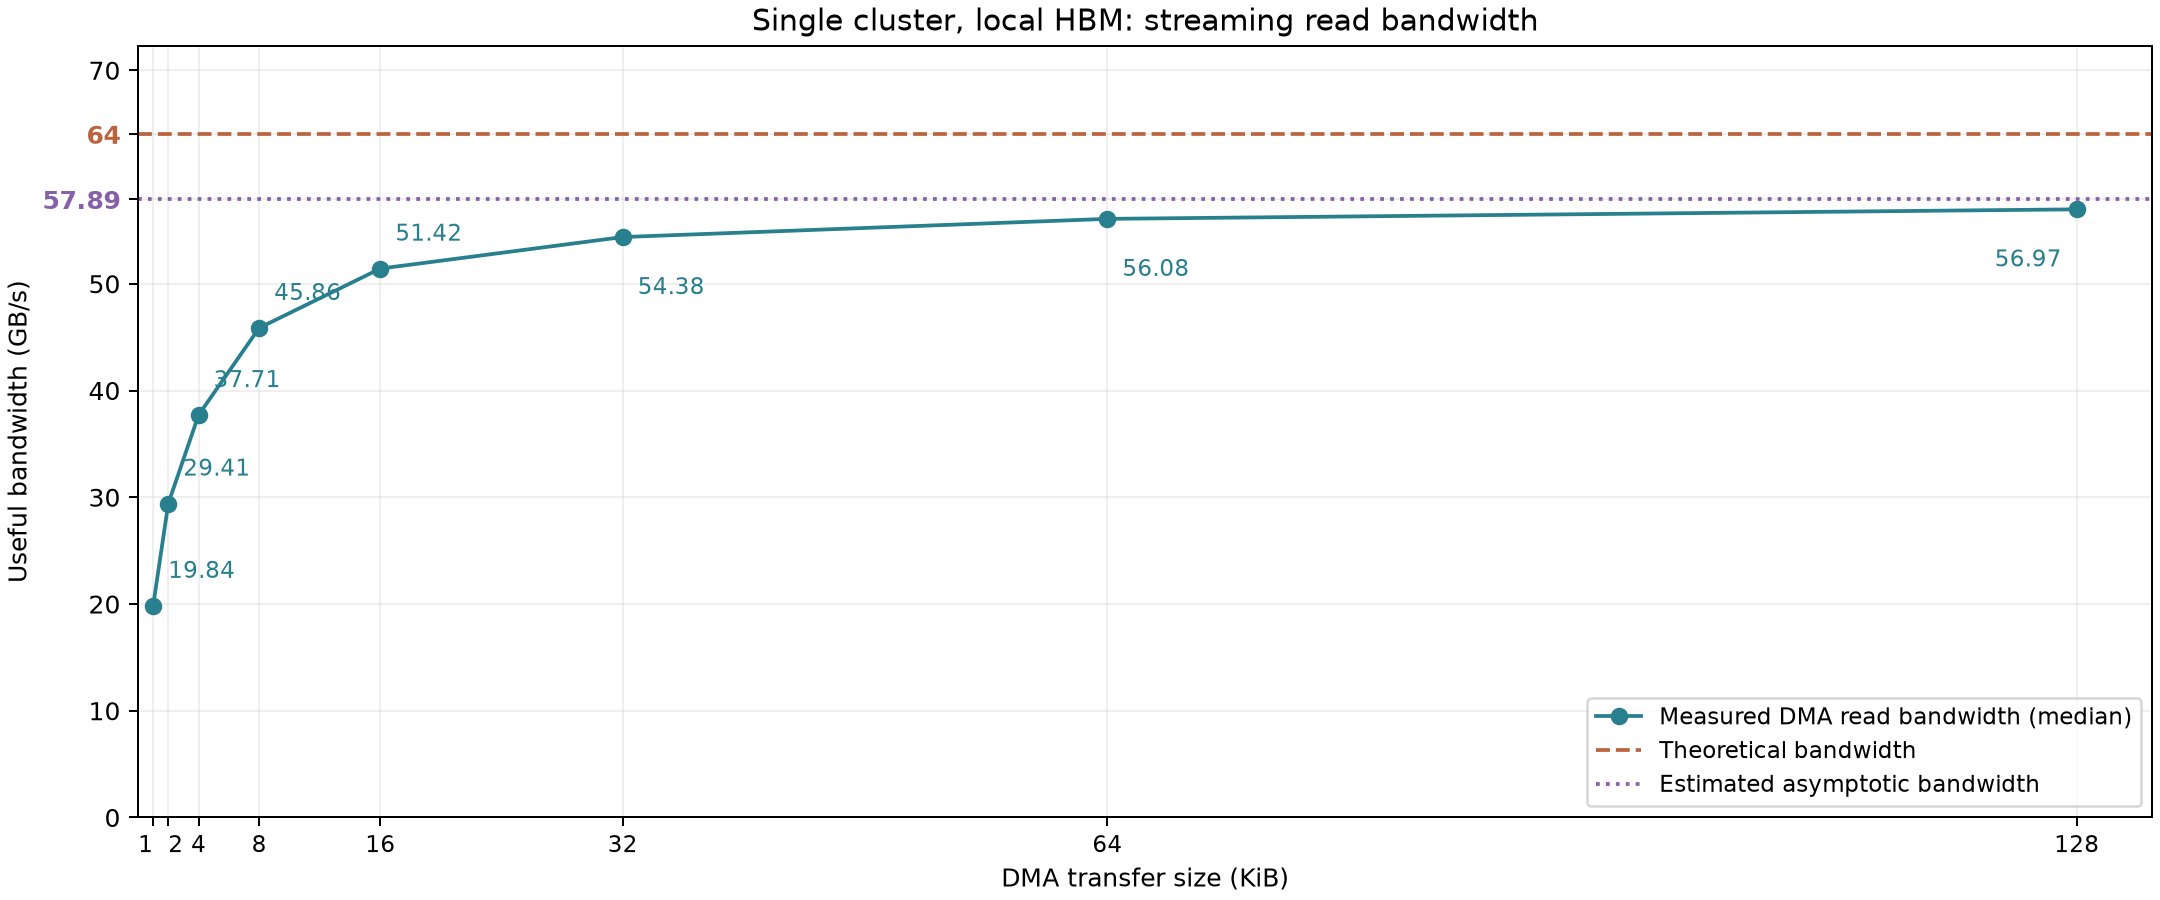 Single cluster, local HBM: streaming read bandwidth
Useful bandwidth (GB/s)
70
64
57.89
50
40
30
20
10
0
19.84
29.41
37.71
45.86
51.42
54.38
56.08
56.97
Measured DMA read bandwidth (median)
Theoretical bandwidth
Estimated asymptotic bandwidth
1 2 4 8 16 32 64 128
DMA transfer size (KiB)